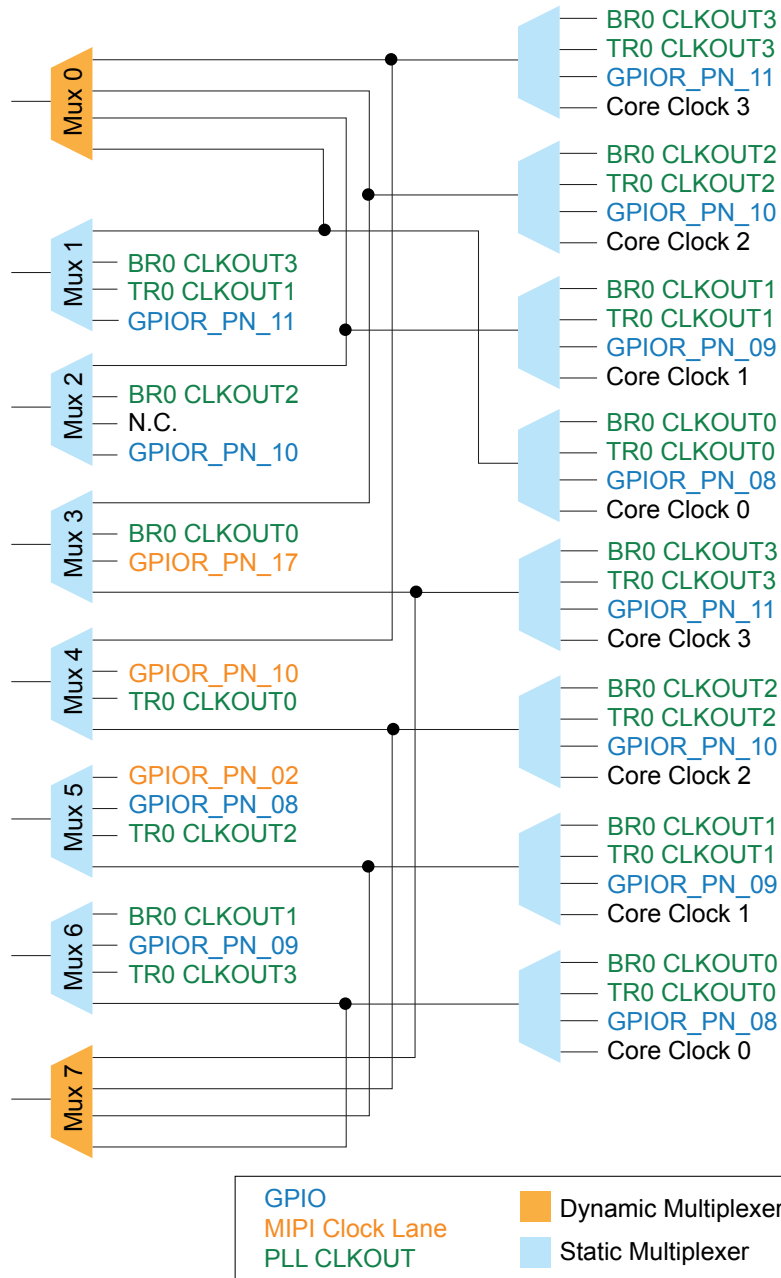 Mux 0
Mux 1
BR0 CLKOUT3
TR0 CLKOUT1
GPIOR_PN_11
Mux 2
BR0 CLKOUT2
N.C.
GPIOR_PN_10
Mux 3
BR0 CLKOUT0
GPIOR_PN_17
Mux 4
GPIOR_PN_10
TR0 CLKOUT0
Mux 5
GPIOR_PN_02
GPIOR_PN_08
TR0 CLKOUT2
Mux 6
BR0 CLKOUT1
GPIOR_PN_09
TR0 CLKOUT3
Mux 7
BR0 CLKOUT3
TR0 CLKOUT3
GPIOR_PN_11
Core Clock 3
BR0 CLKOUT2
TR0 CLKOUT2
GPIOR_PN_10
Core Clock 2
BR0 CLKOUT1
TR0 CLKOUT1
GPIOR_PN_09
Core Clock 1
BR0 CLKOUT0
TR0 CLKOUT0
GPIOR_PN_08
Core Clock 0
BR0 CLKOUT3
TR0 CLKOUT3
GPIOR_PN_11
Core Clock 3
BR0 CLKOUT2
TR0 CLKOUT2
GPIOR_PN_10
Core Clock 2
BR0 CLKOUT1
TR0 CLKOUT1
GPIOR_PN_09
Core Clock 1
BR0 CLKOUT0
TR0 CLKOUT0
GPIOR_PN_08
Core Clock 0
GPIO
MIPI Clock Lane
PLL CLKOUT
Dynamic Multiplexer
Static Multiplexer